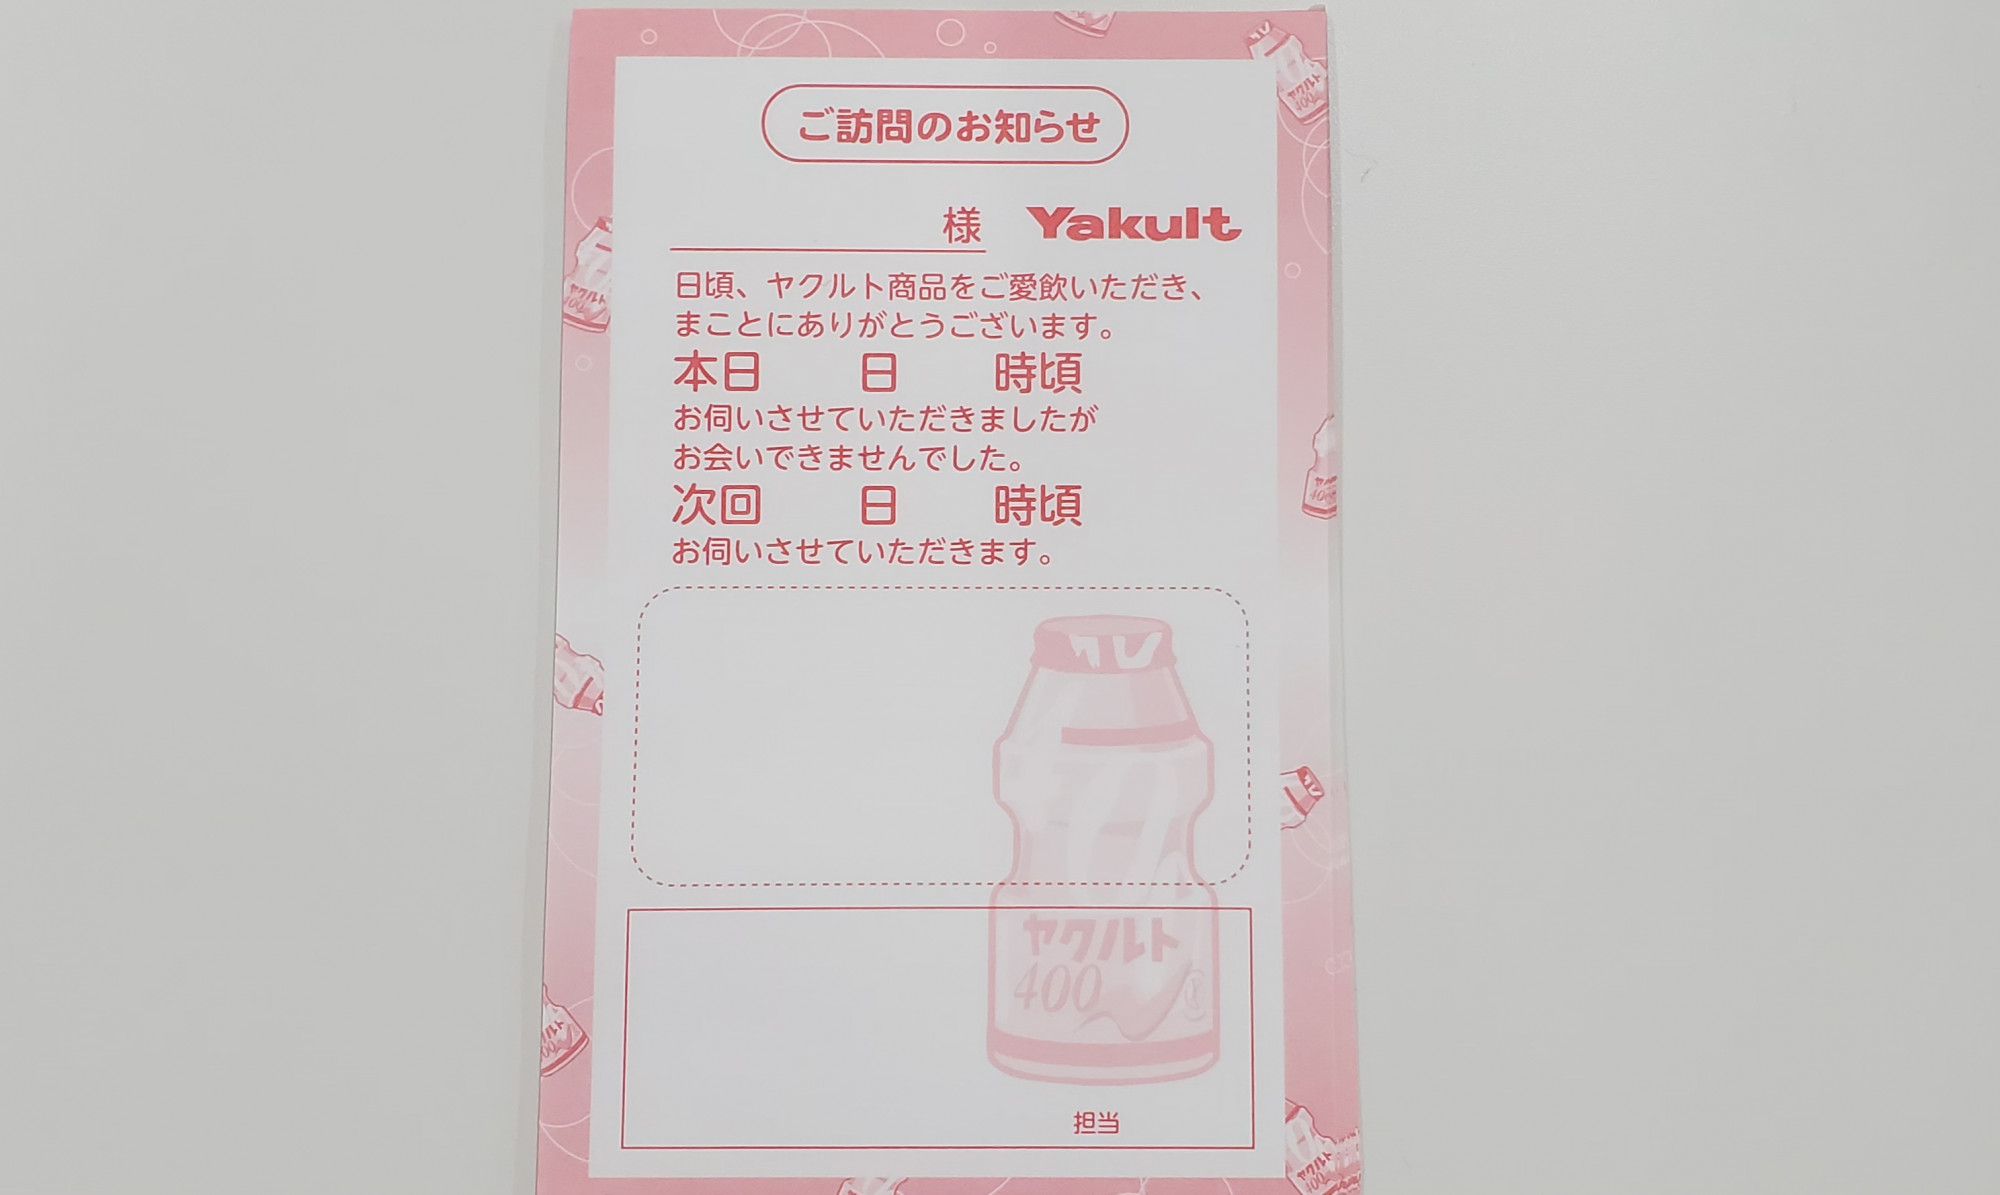 ご訪問のお知らせ
様 Yakult
日頃、ヤクルト商品をご愛飲いただき、
まことにありがとうございます。
本日 日 時頃
お伺いさせていただきましたが
お会いできませんでした。
次回 日 時頃
お伺いさせていただきます。
ヤクルト
400
担当